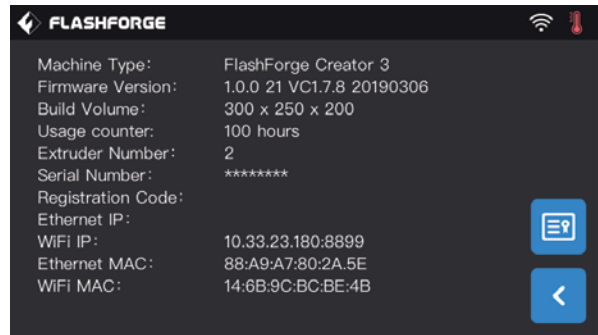 FLASHFORGE
Machine Type: FlashForge Creator 3
Firmware Version: 1.0.0 21 VC1.7.8 20190306
Build Volume: 300 x 250 x 200
Usage counter: 100 hours
Extruder Number: 2
Serial Number: ********
Registration Code:
Ethernet IP:
WiFi IP: 10.33.23.180:8899
Ethernet MAC: 88:A9:A7:80:2A.5E
WiFi MAC: 14:6B:9C:BC:BE:4B